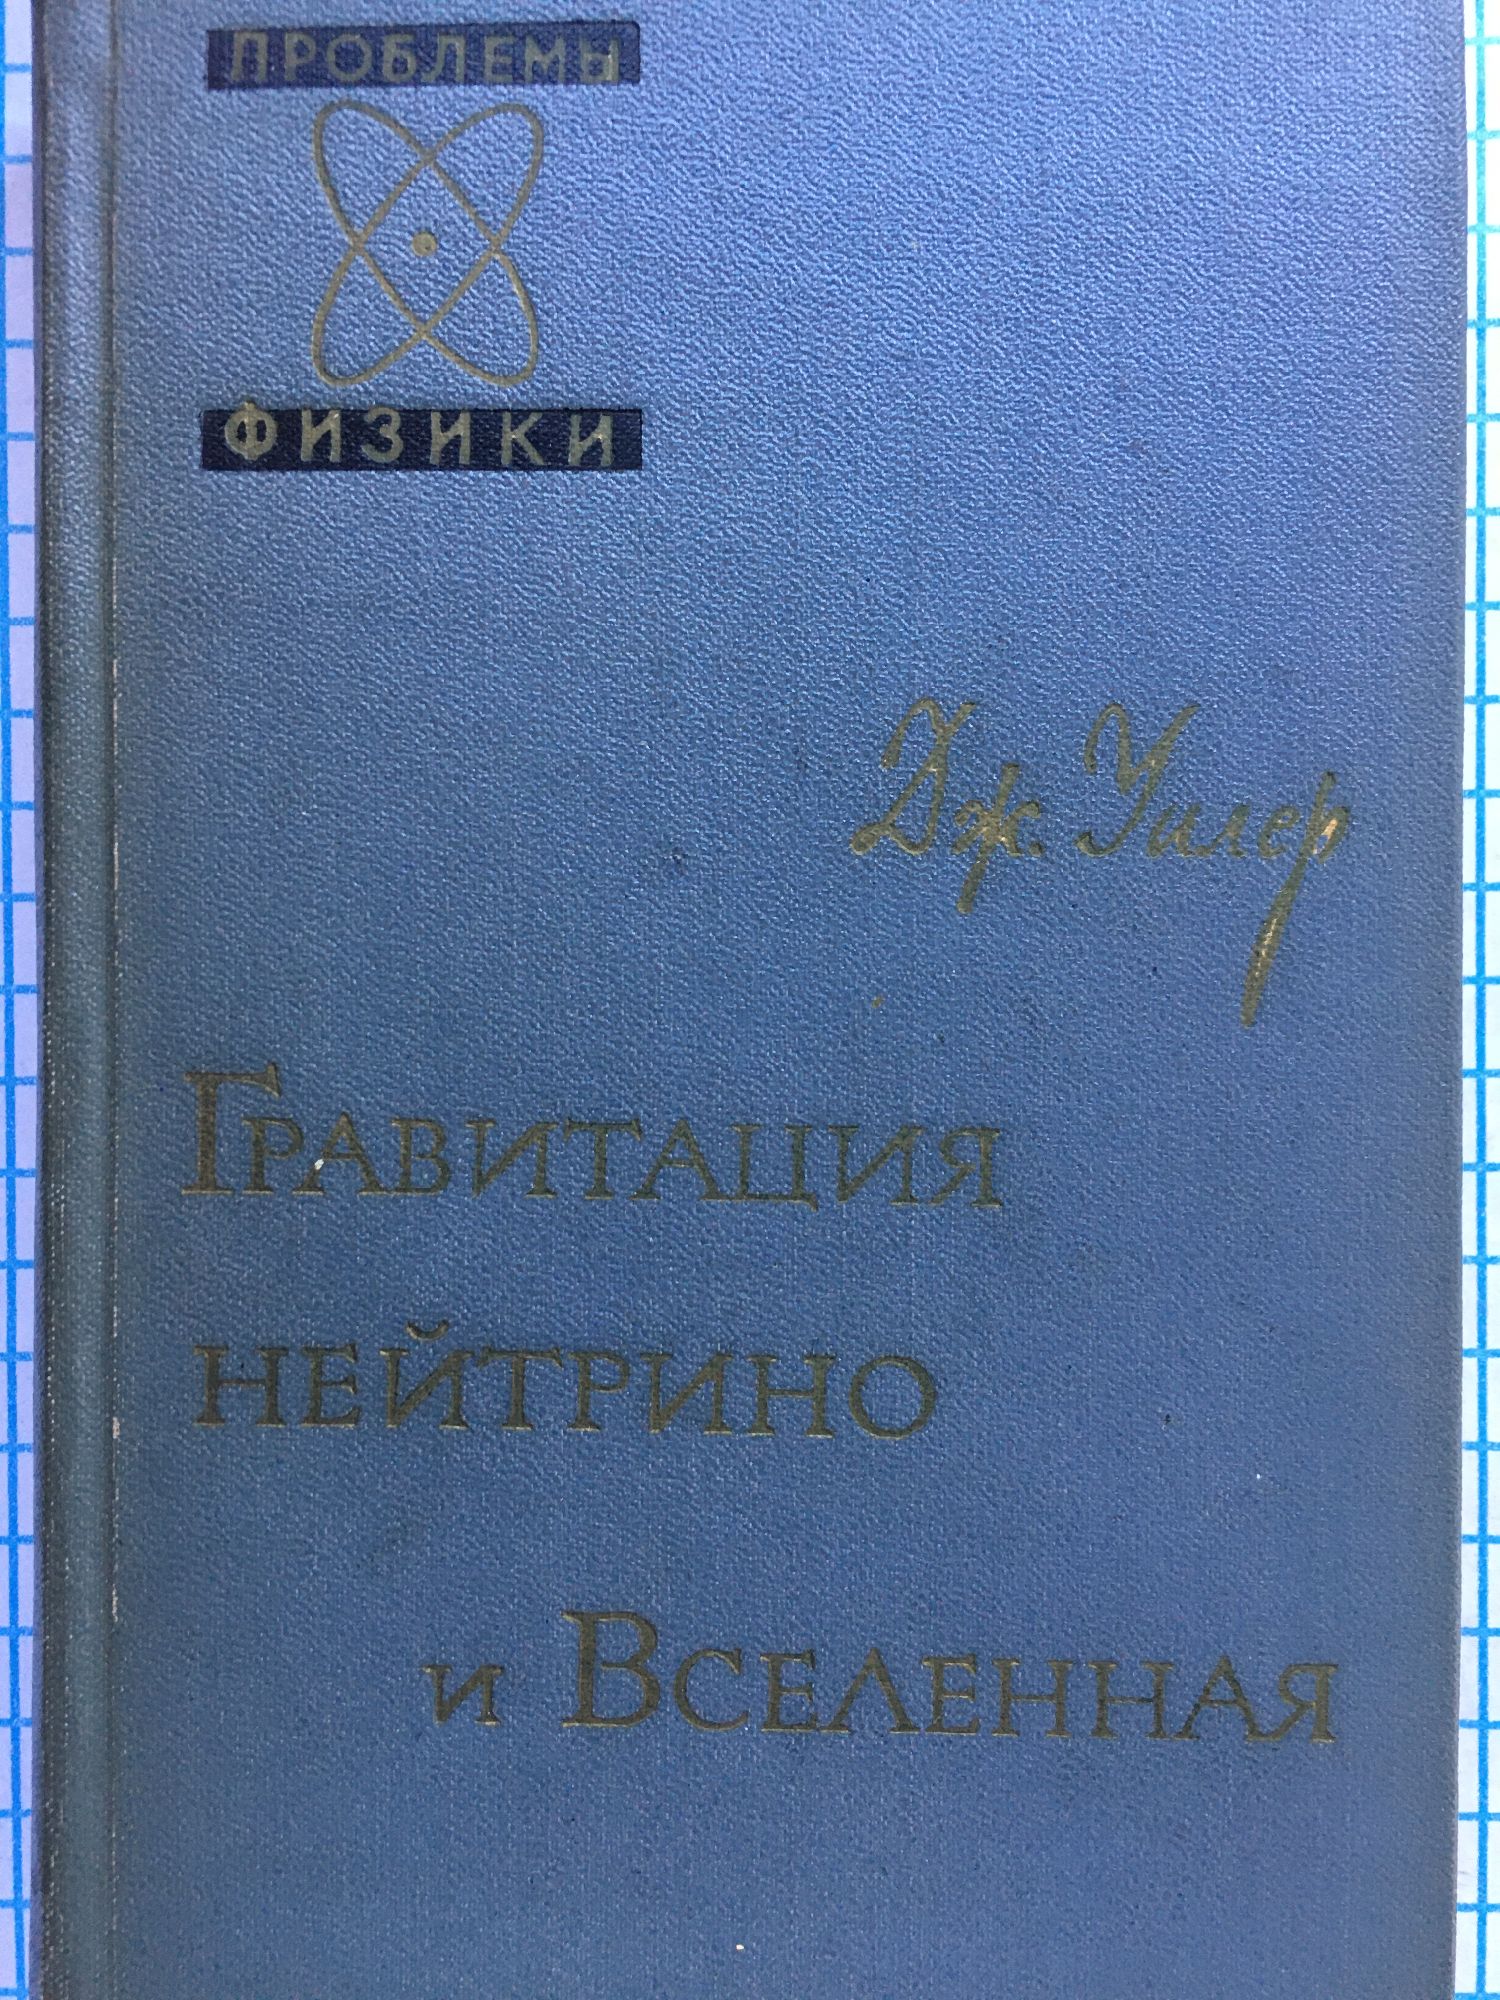 ПРОБЛЕМЫ
ФИЗИКИ
Дж. Уилер
ГРАВИТАЦИЯ
НЕЙТРИНО
И ВСЕЛЕННАЯ